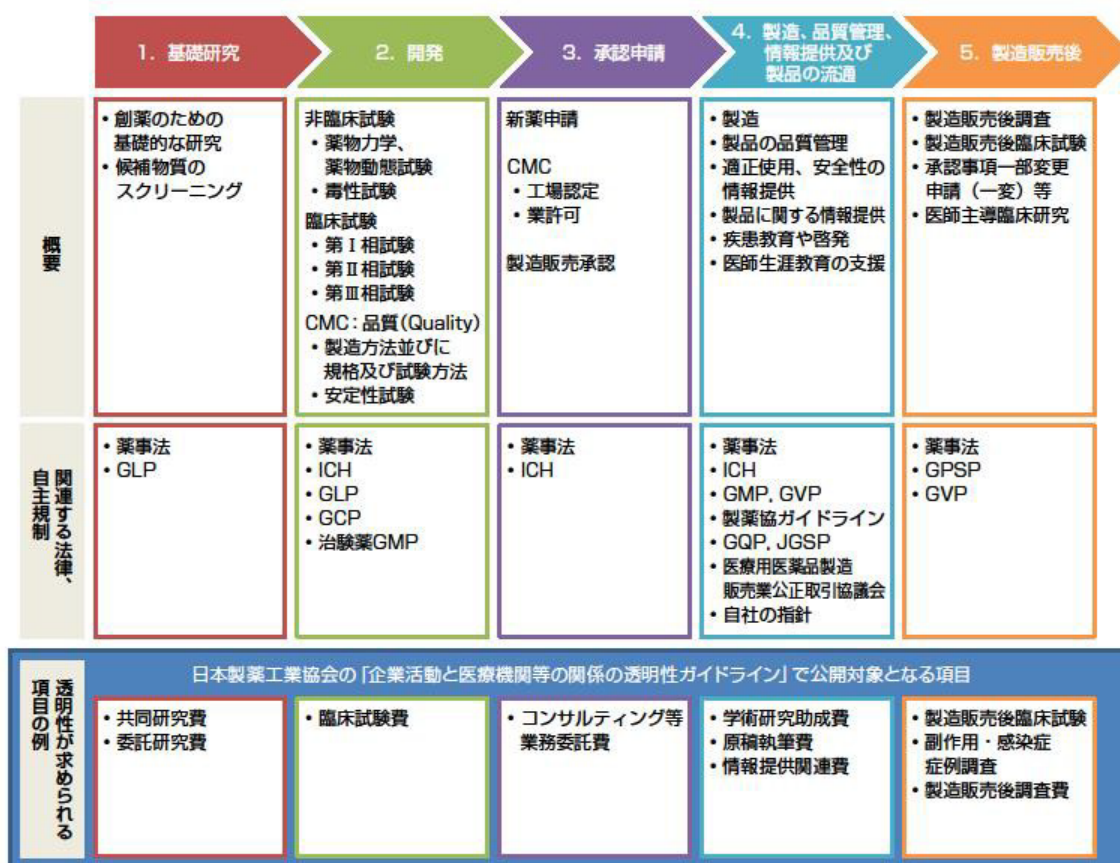 1. 基礎研究
2. 開発
3. 承認申請
4. 製造、品質管理、
情報提供及び
製品の流通
5. 製造販売後
概要
・創薬のための
基礎的な研究
・候補物質の
スクリーニング
非臨床試験
・薬物力学、
薬物動態試験
・毒性試験
臨床試験
・第Ⅰ相試験
・第Ⅱ相試験
・第Ⅲ相試験
CMC:品質(Quality)
・製造方法並びに
規格及び試験方法
・安定性試験
新薬申請
CMC
・工場認定
・業許可
製造販売承認
・製造
・製品の品質管理
・適正使用、安全性の
情報提供
・製品に関する情報提供
・疾患教育や啓発
・医師生涯教育の支援
・製造販売後調査
・製造販売後臨床試験
・承認事項一部変更
申請(一変)等
・医師主導臨床研究
関連する法律、
自主規制
・薬事法
・GLP
・薬事法
・ICH
・GLP
・GCP
・治験薬GMP
・薬事法
・ICH
・薬事法
・ICH
・GMP, GVP
・製薬協ガイドライン
・GQP, JGSP
・医療用医薬品製造
販売業公正取引協議会
・自社の指針
・薬事法
・GPSP
・GVP
日本製薬工業協会の「企業活動と医療機関等の関係の透明性ガイドライン」で公開対象となる項目
透明性が求められる
項目の例
・共同研究費
・委託研究費
・臨床試験費
・コンサルティング等
業務委託費
・学術研究助成費
・原稿執筆費
・情報提供関連費
・製造販売後臨床試験
・副作用・感染症
症例調査
・製造販売後調査費